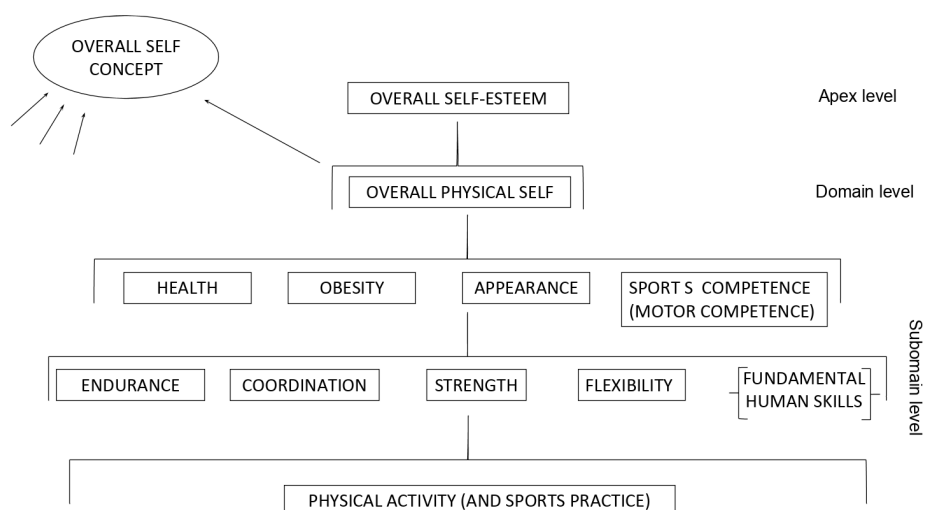 OVERALL SELF
CONCEPT
OVERALL SELF-ESTEEM
Apex level
OVERALL PHYSICAL SELF
Domain level
HEALTH
OBESITY
APPEARANCE
SPORT S COMPETENCE
(MOTOR COMPETENCE)
Subomain level
ENDURANCE
COORDINATION
STRENGTH
FLEXIBILITY
FUNDAMENTAL
HUMAN SKILLS
PHYSICAL ACTIVITY (AND SPORTS PRACTICE)